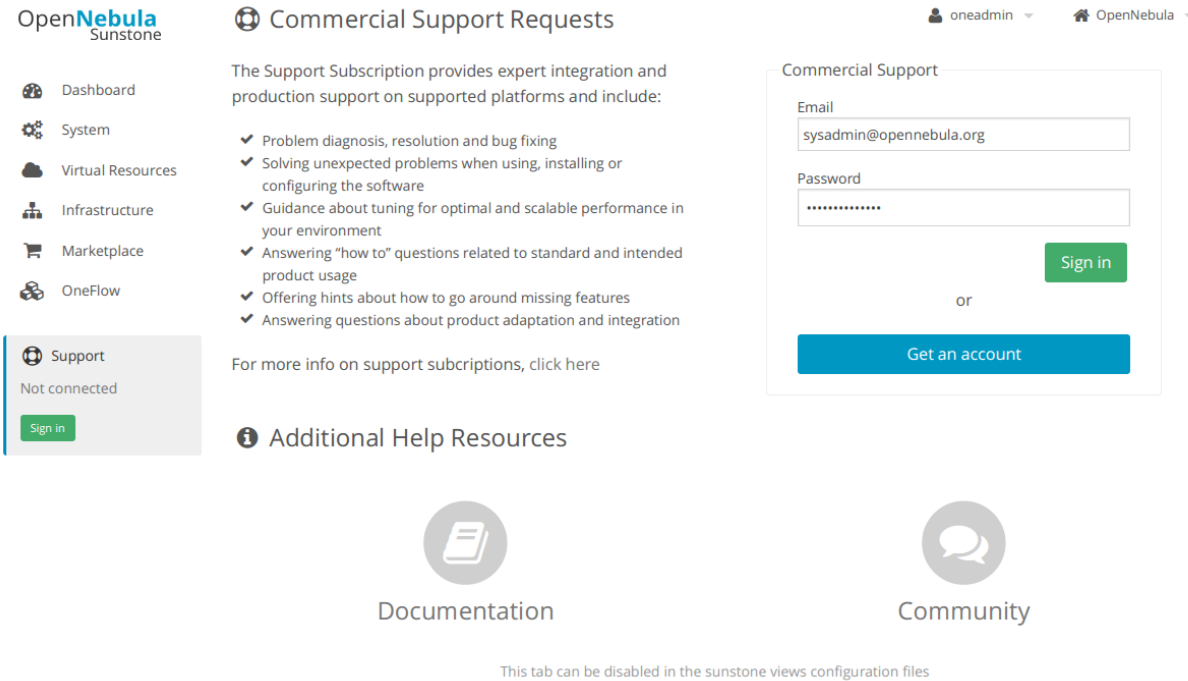 OpenNebula
Sunstone
Commercial Support Requests
oneadmin
OpenNebula
Dashboard
System
Virtual Resources
Infrastructure
Marketplace
OneFlow
Support
Not connected
Sign in
The Support Subscription provides expert integration and
production support on supported platforms and include:
Problem diagnosis, resolution and bug fixing
Solving unexpected problems when using, installing or
configuring the software
Guidance about tuning for optimal and scalable performance in
your environment
Answering “how to” questions related to standard and intended
product usage
Offering hints about how to go around missing features
Answering questions about product adaptation and integration
For more info on support subcriptions, click here
Commercial Support
Email
sysadmin@opennebula.org
Password
••••••••••••••
Sign in
or
Get an account
Additional Help Resources
Documentation
Community
This tab can be disabled in the sunstone views configuration files